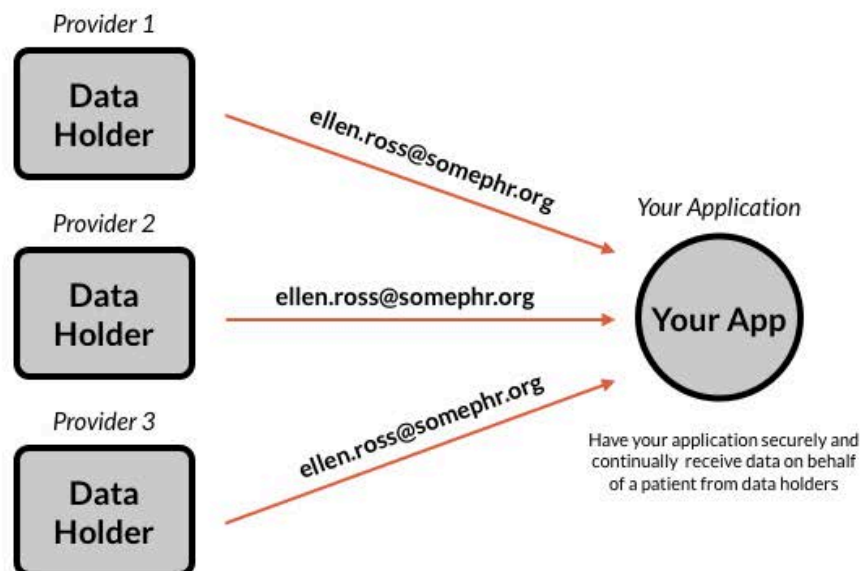 Provider 1
Data
Holder
ellen.ross@somephr.org
Provider 2
Data
Holder
ellen.ross@somephr.org
Provider 3
Data
Holder
ellen.ross@somephr.org
Your Application
Your App
Have your application securely and
continually receive data on behalf
of a patient from data holders